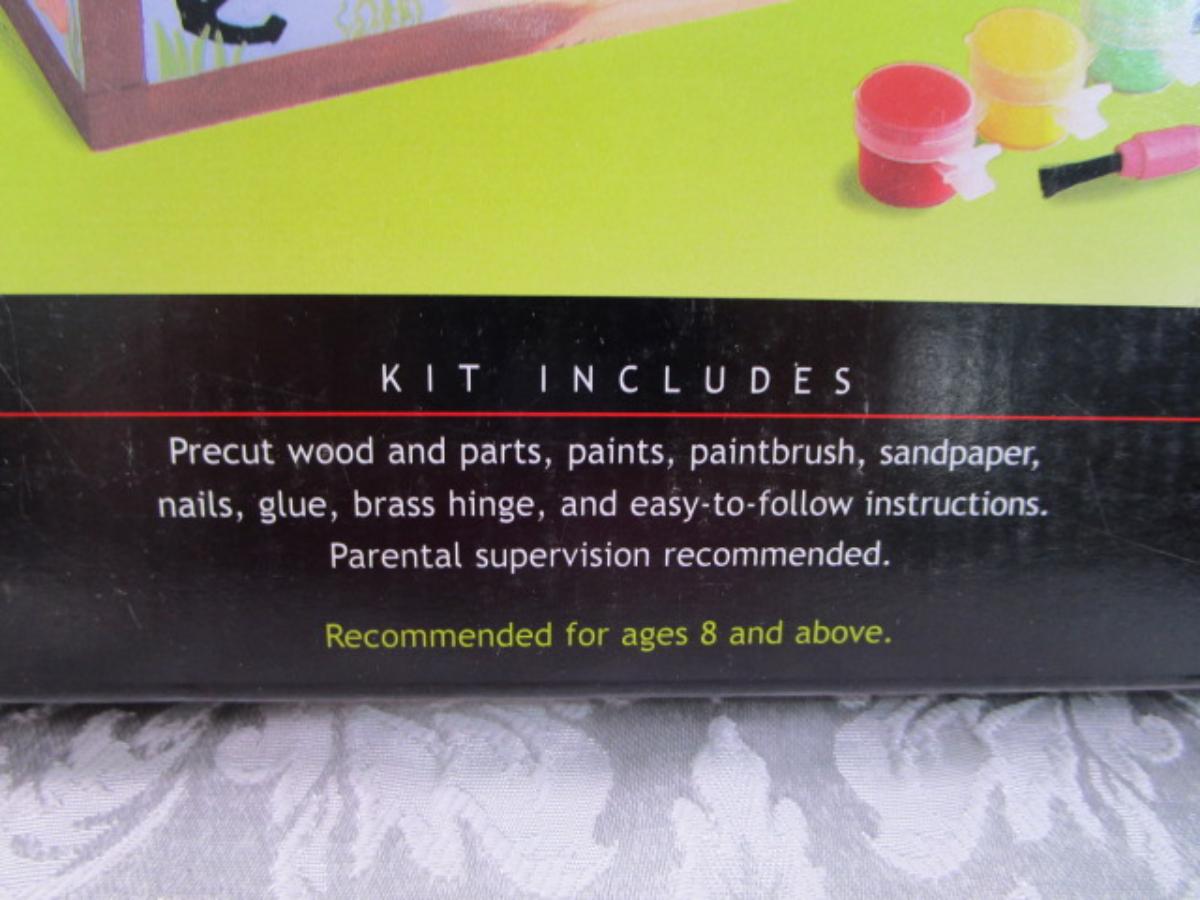 KIT INCLUDES
Precut wood and parts, paints, paintbrush, sandpaper,
nails, glue, brass hinge, and easy-to-follow instructions.
Parental supervision recommended.
Recommended for ages 8 and above.